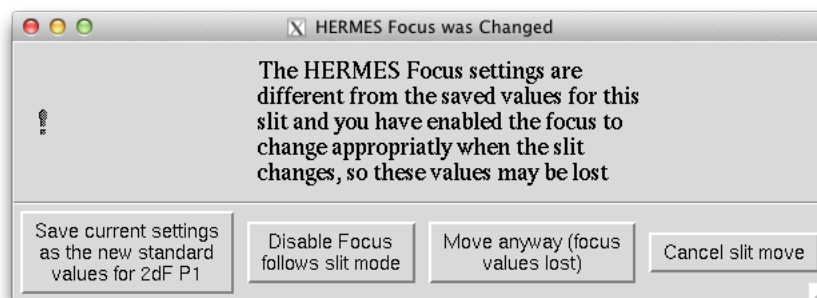 HERMES Focus was Changed
The HERMES Focus settings are
different from the saved values for this
slit and you have enabled the focus to
change appropriatly when the slit
changes, so these values may be lost
Save current settings
as the new standard
values for 2dF P1
Disable Focus
follows slit mode
Move anyway (focus
values lost)
Cancel slit move